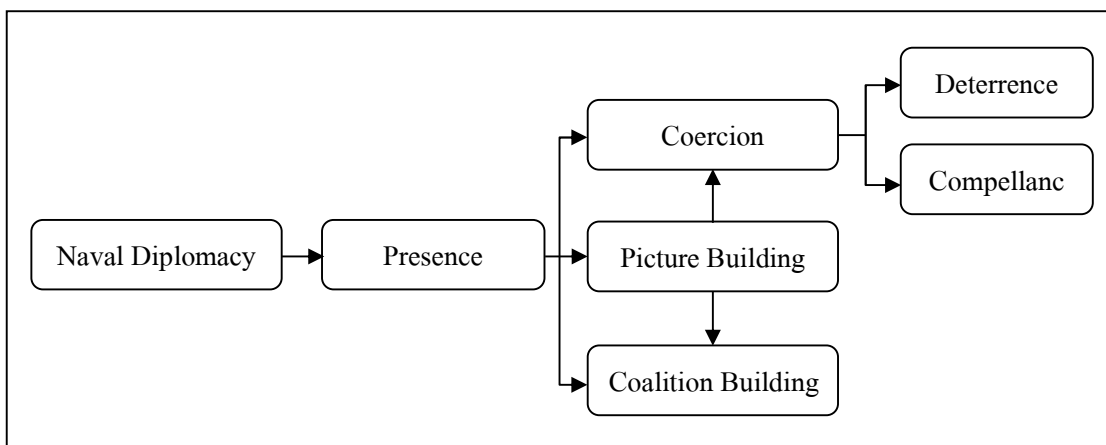 Naval Diplomacy
Presence
Coercion
Picture Building
Coalition Building
Deterrence
Compellanc